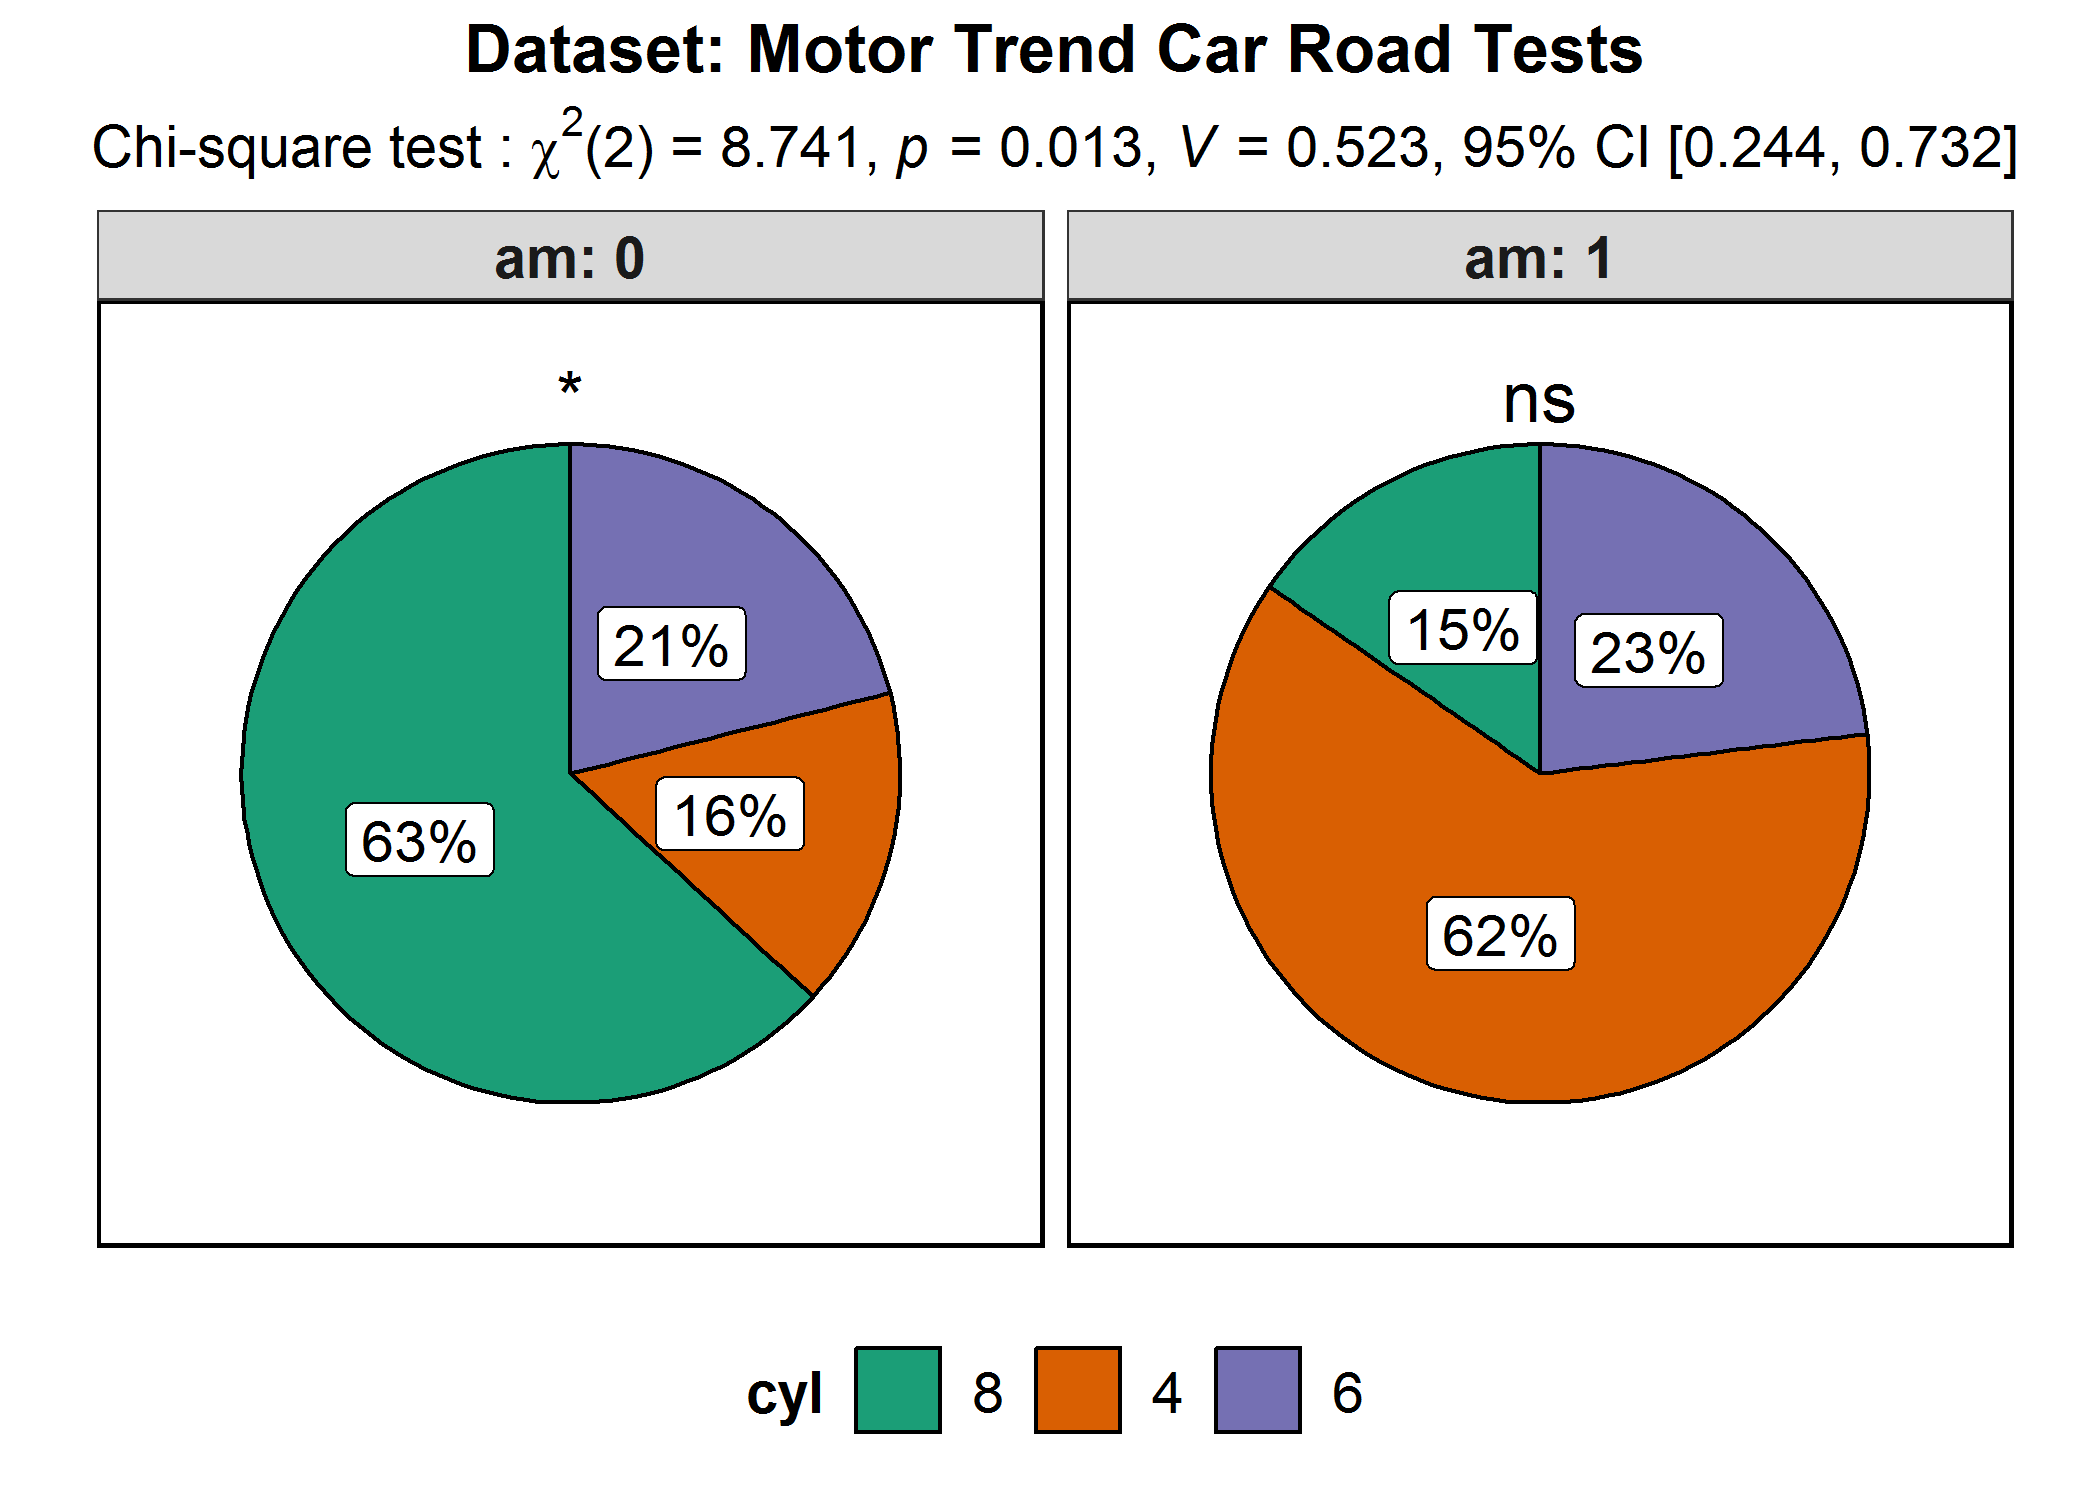 Dataset: Motor Trend Car Road Tests
Chi-square test : χ²(2) = 8.741, p = 0.013, V = 0.523, 95% CI [0.244, 0.732]
am: 0
am: 1
*
ns
21%
16%
63%
15%
23%
62%
cyl 8 4 6